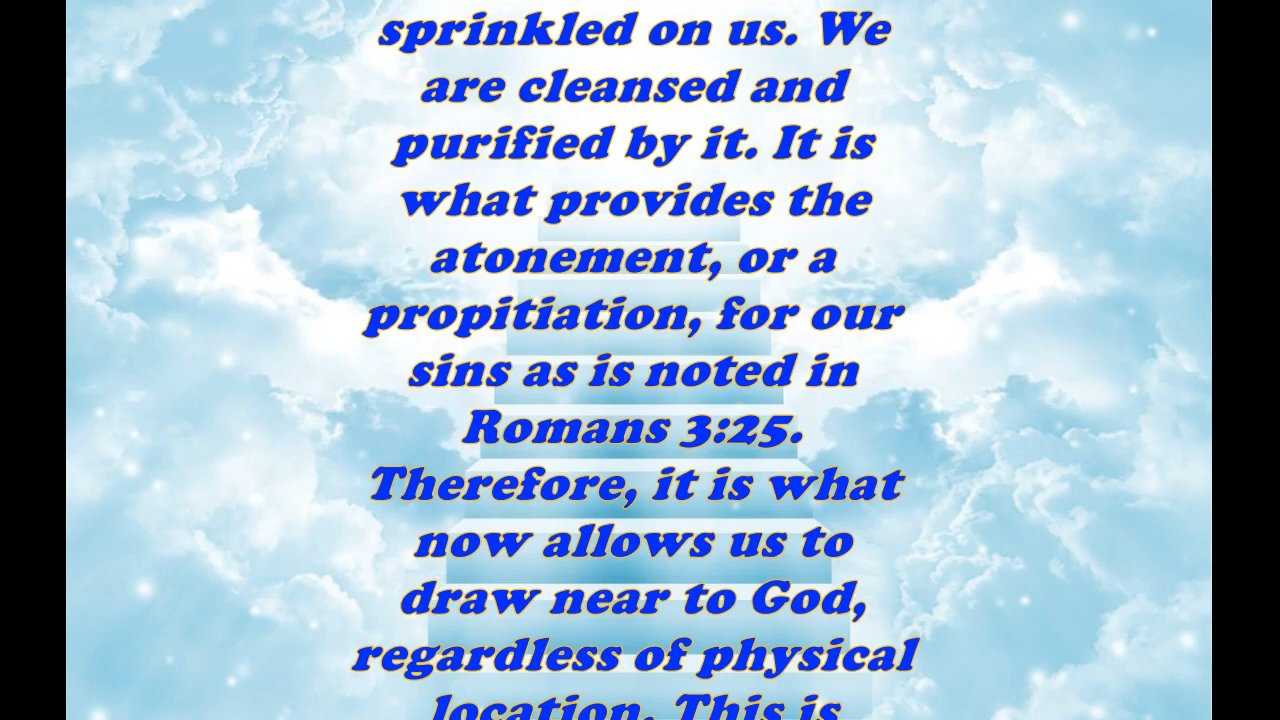 sprinkled on us. We
are cleansed and
purified by it. It is
what provides the
atonement, or a
propitiation, for our
sins as is noted in
Romans 3:25.
Therefore, it is what
now allows us to
draw near to God,
regardless of physical
location. This is